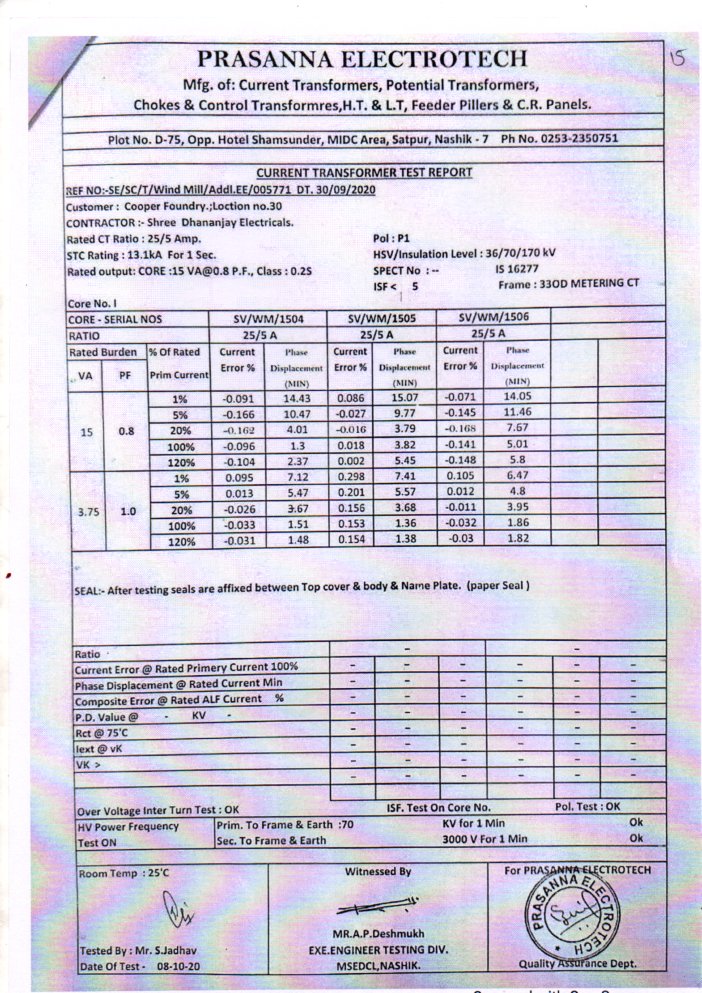 15
PRASANNA ELECTROTECH
Mfg. of: Current Transformers, Potential Transformers,
Chokes & Control Transformres,H.T. & L.T, Feeder Pillers & C.R. Panels.
Plot No. D-75, Opp. Hotel Shamsunder, MIDC Area, Satpur, Nashik - 7 Ph No. 0253-2350751
CURRENT TRANSFORMER TEST REPORT
REF NO:-SE/SC/T/Wind Mill/Addl.EE/005771 DT. 30/09/2020
Customer : Cooper Foundry.;Loction no.30
CONTRACTOR :- Shree Dhananjay Electricals.
Rated CT Ratio : 25/5 Amp. Pol : P1
STC Rating : 13.1kA For 1 Sec. HSV/Insulation Level : 36/70/170 kV
Rated output: CORE :15 VA@0.8 P.F., Class : 0.2S SPECT No : -- IS 16277
ISF < 5 Frame : 33OD METERING CT
Core No. I
CORE - SERIAL NOS SV/WM/1504 SV/WM/1505 SV/WM/1506
RATIO 25/5 A 25/5 A 25/5 A
Rated Burden % Of Rated Current Phase Current Phase Current Phase
VA PF Prim Current Error % Displacement Error % Displacement Error % Displacement
(MIN) (MIN) (MIN)
1% -0.091 14.43 0.086 15.07 -0.071 14.05
5% -0.166 10.47 -0.027 9.77 -0.145 11.46
15 0.8 20% -0.162 4.01 -0.016 3.79 -0.168 7.67
100% -0.096 1.3 0.018 3.82 -0.141 5.01
120% -0.104 2.37 0.002 5.45 -0.148 5.8
1% 0.095 7.12 0.298 7.41 0.105 6.47
5% 0.013 5.47 0.201 5.57 0.012 4.8
3.75 1.0 20% -0.026 3.67 0.156 3.68 -0.011 3.95
100% -0.033 1.51 0.153 1.36 -0.032 1.86
120% -0.031 1.48 0.154 1.38 -0.03 1.82
SEAL:- After testing seals are affixed between Top cover & body & Name Plate. (paper Seal )
Ratio - -
Current Error @ Rated Primery Current 100% - - - - - -
Phase Displacement @ Rated Current Min - - - - - -
Composite Error @ Rated ALF Current % - - - - - -
P.D. Value @ - KV - - - - - - -
Rct @ 75'C - - - - - -
Iext @ vK - - - - - -
VK > - - - - - -
- - - - - -
Over Voltage Inter Turn Test : OK ISF. Test On Core No. Pol. Test : OK
HV Power Frequency Prim. To Frame & Earth :70 KV for 1 Min Ok
Test ON Sec. To Frame & Earth 3000 V For 1 Min Ok
Room Temp : 25'C Witnessed By For PRASANNA ELECTROTECH
PRASANNA ELECTROTECH
MR.A.P.Deshmukh
Tested By : Mr. S.Jadhav EXE.ENGINEER TESTING DIV.
Date Of Test - 08-10-20 MSEDCL,NASHIK. Quality Assurance Dept.